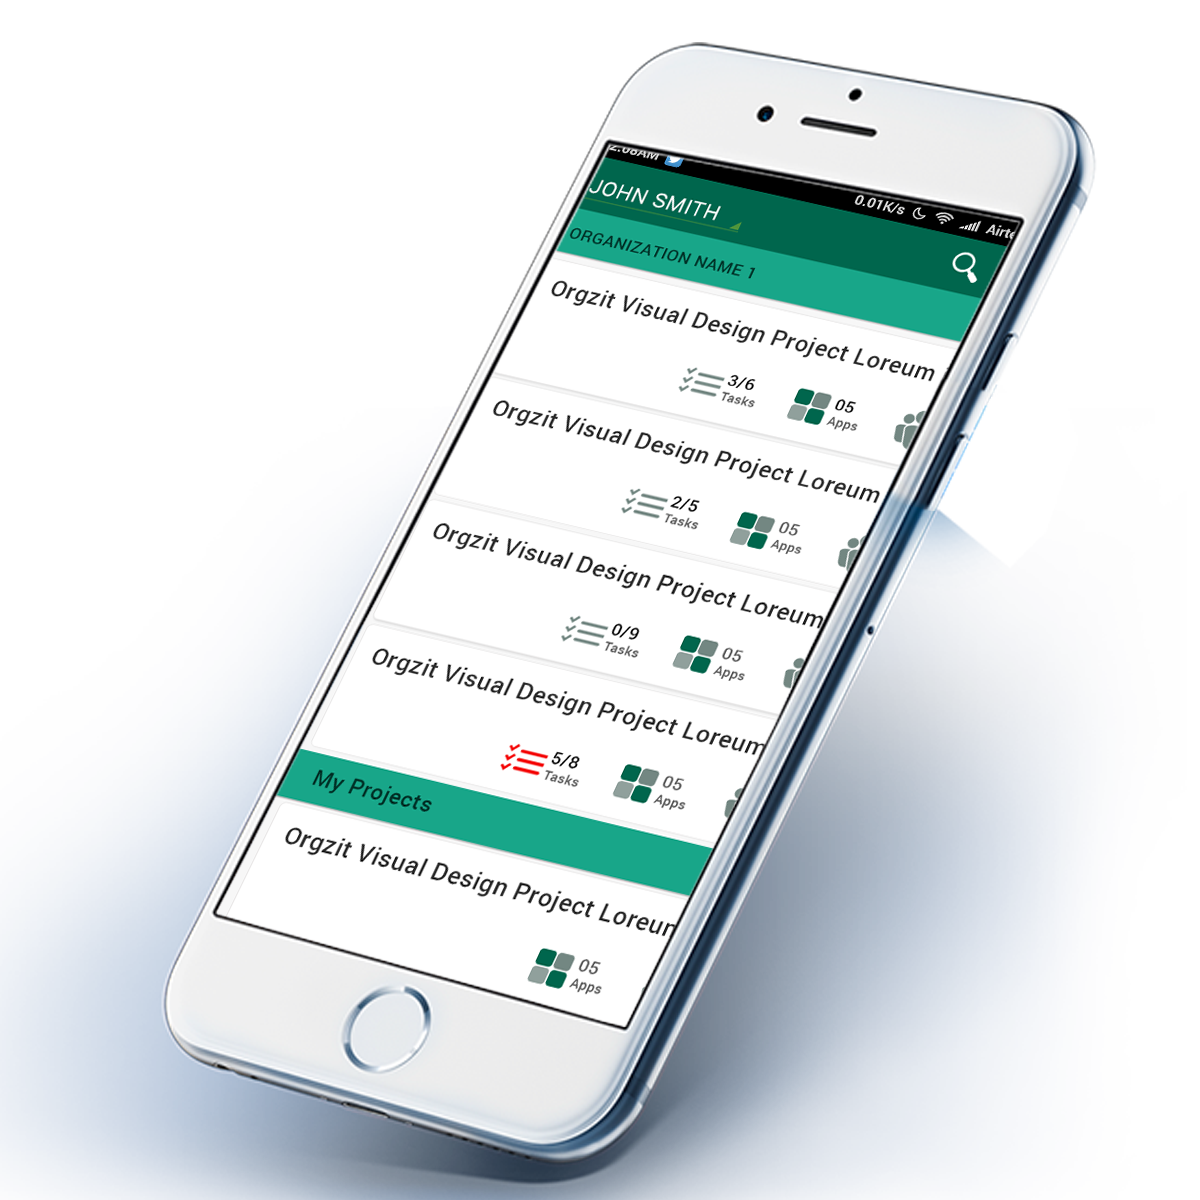 2:08AM
0.01K/s Airte
JOHN SMITH
ORGANIZATION NAME 1
Orgzit Visual Design Project Loreum
3/6
Tasks
05
Apps
Orgzit Visual Design Project Loreum
2/5
Tasks
05
Apps
Orgzit Visual Design Project Loreum
0/9
Tasks
05
Apps
Orgzit Visual Design Project Loreum
5/8
Tasks
05
Apps
My Projects
Orgzit Visual Design Project Loreum
05
Apps